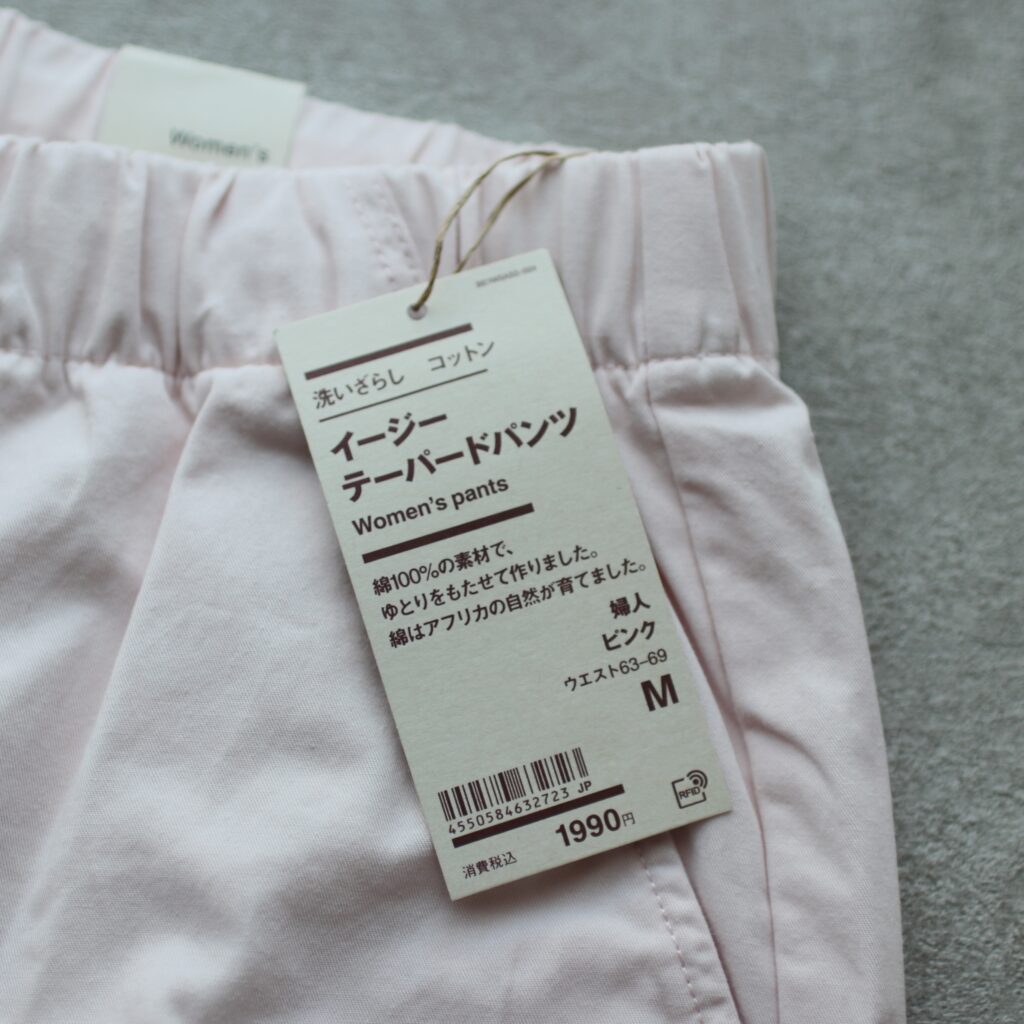 Women's
洗いざらし　コットン
イージー
テーパードパンツ
Women's pants
綿100%の素材で、
ゆとりをもたせて作りました。
綿はアフリカの自然が育てました。
婦人
ピンク
ウエスト63–69
M
4550584632723 JP
RFID
1990円
消費税込